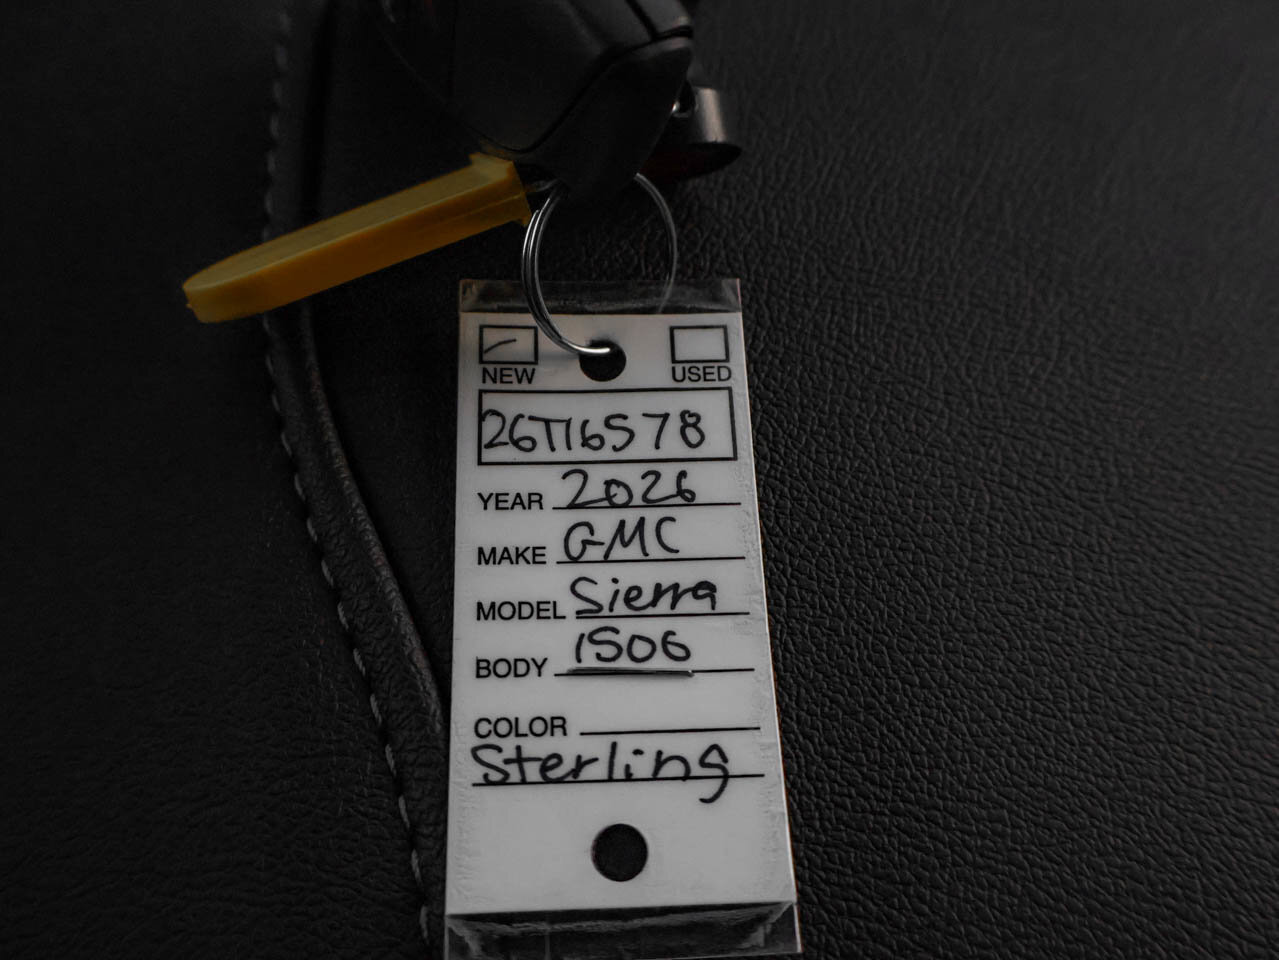 NEW USED
26T16578
YEAR 2026
MAKE GMC
MODEL Sierra
BODY 1506
COLOR
Sterling